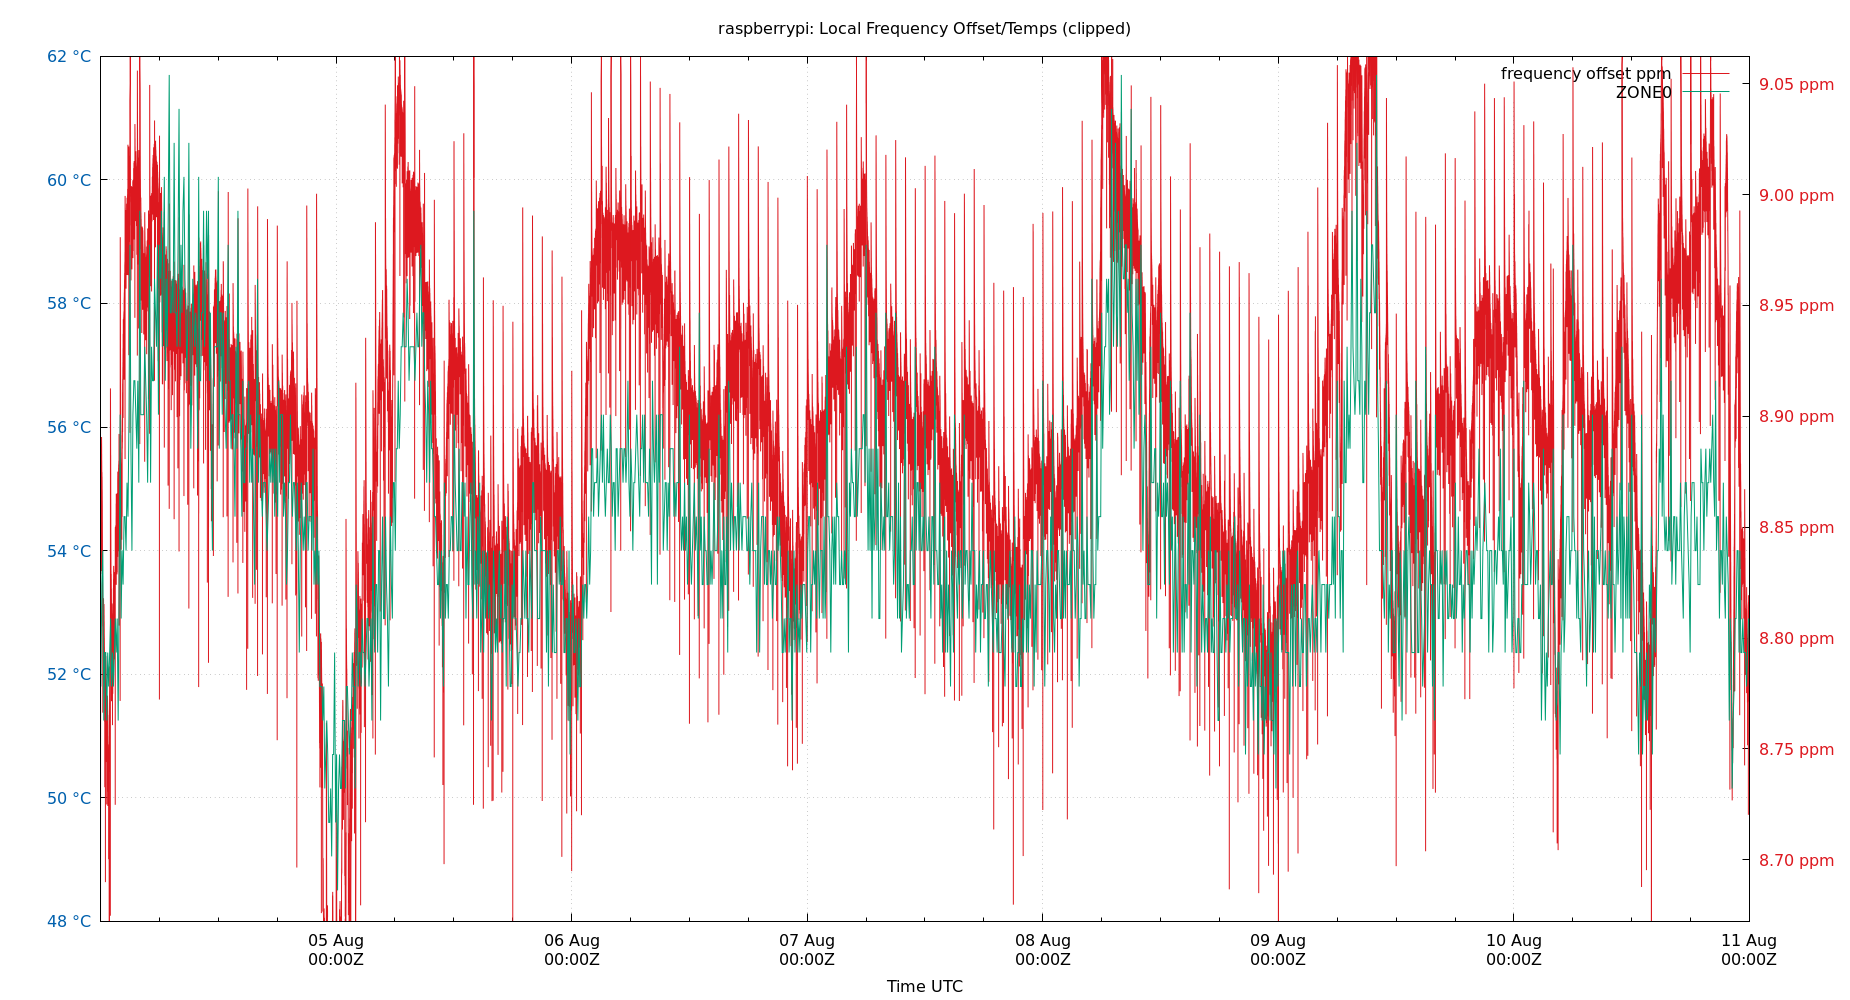 raspberrypi: Local Frequency Offset/Temps (clipped)
62 °C
60 °C
58 °C
56 °C
54 °C
52 °C
50 °C
48 °C
frequency offset ppm
ZONE0
9.05 ppm
9.00 ppm
8.95 ppm
8.90 ppm
8.85 ppm
8.80 ppm
8.75 ppm
8.70 ppm
05 Aug
00:00Z
06 Aug
00:00Z
07 Aug
00:00Z
08 Aug
00:00Z
09 Aug
00:00Z
10 Aug
00:00Z
11 Aug
00:00Z
Time UTC